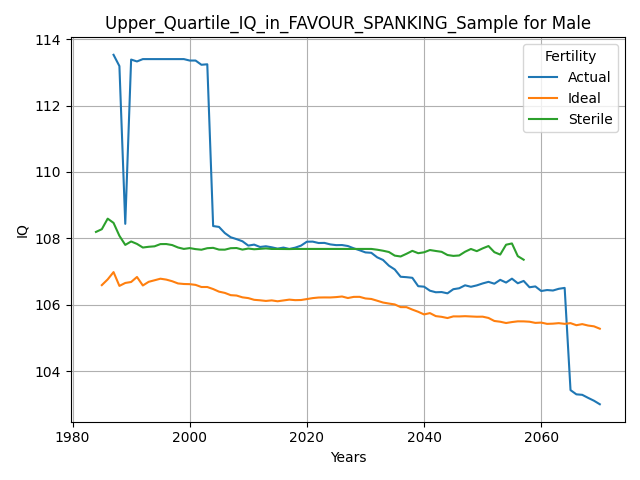 Upper_Quartile_IQ_in_FAVOUR_SPANKING_Sample for Male
Fertility
Actual
Ideal
Sterile
114
112
110
108
106
104
IQ
1980
2000
2020
2040
2060
Years